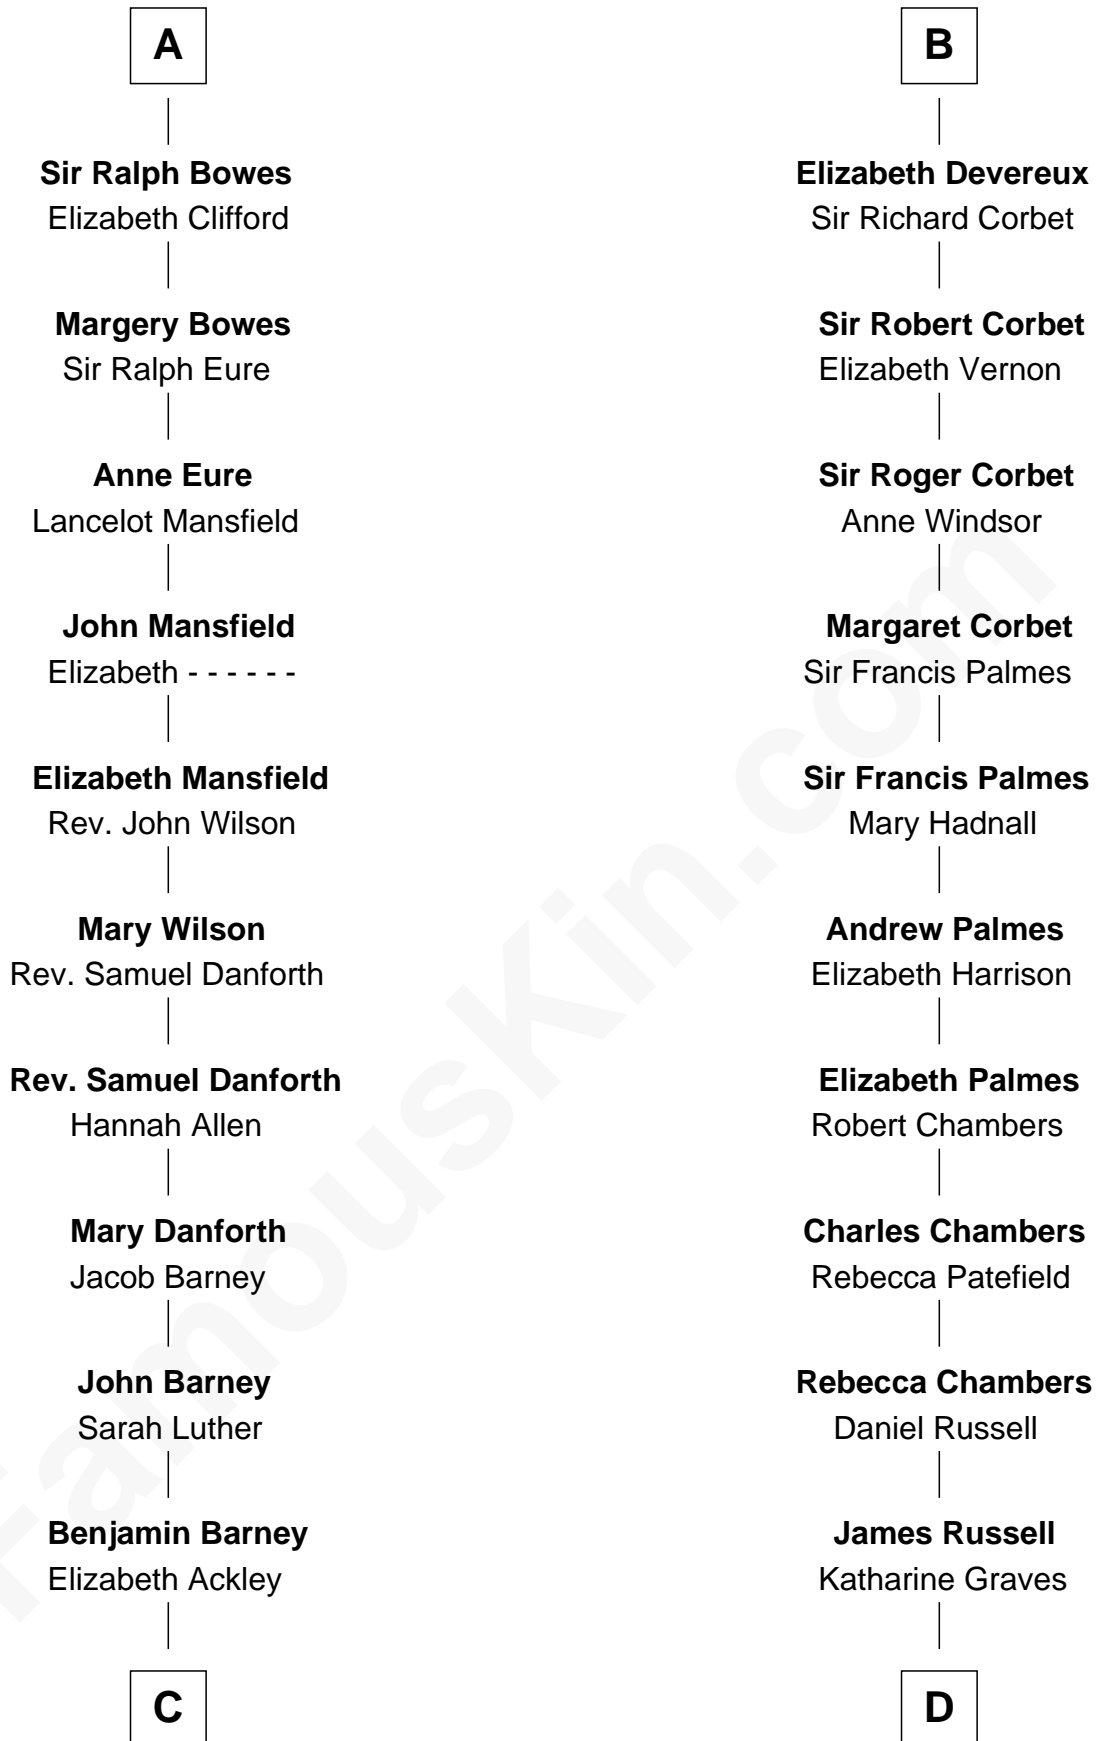 A
Sir Ralph Bowes
Elizabeth Clifford
Margery Bowes
Sir Ralph Eure
Anne Eure
Lancelot Mansfield
John Mansfield
Elizabeth - - - - - -
Elizabeth Mansfield
Rev. John Wilson
Mary Wilson
Rev. Samuel Danforth
Rev. Samuel Danforth
Hannah Allen
Mary Danforth
Jacob Barney
John Barney
Sarah Luther
Benjamin Barney
Elizabeth Ackley
C
B
Elizabeth Devereux
Sir Richard Corbet
Sir Robert Corbet
Elizabeth Vernon
Sir Roger Corbet
Anne Windsor
Margaret Corbet
Sir Francis Palmes
Sir Francis Palmes
Mary Hadnall
Andrew Palmes
Elizabeth Harrison
Elizabeth Palmes
Robert Chambers
Charles Chambers
Rebecca Patefield
Rebecca Chambers
Daniel Russell
James Russell
Katharine Graves
D
FamousKin.com